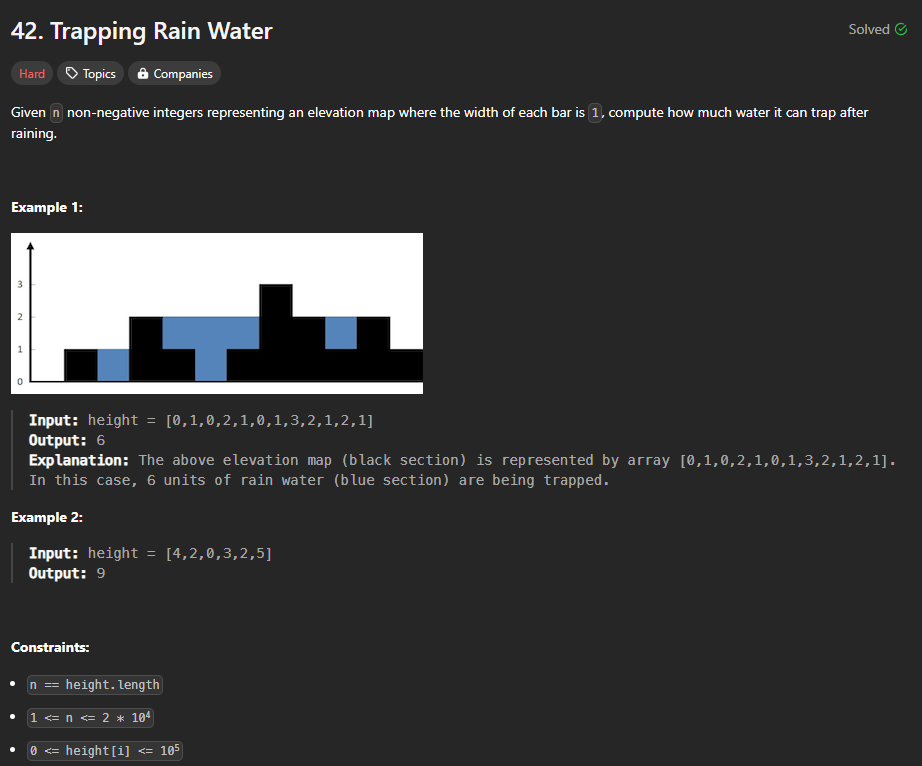 42. Trapping Rain Water
Solved
Hard
Topics
Companies
Given n non-negative integers representing an elevation map where the width of each bar is 1, compute how much water it can trap after
raining.
Example 1:
3
2
1
0
Input: height = [0,1,0,2,1,0,1,3,2,1,2,1]
Output: 6
Explanation: The above elevation map (black section) is represented by array [0,1,0,2,1,0,1,3,2,1,2,1].
In this case, 6 units of rain water (blue section) are being trapped.
Example 2:
Input: height = [4,2,0,3,2,5]
Output: 9
Constraints:
• n == height.length
• 1 <= n <= 2 * 10⁴
• 0 <= height[i] <= 10⁵